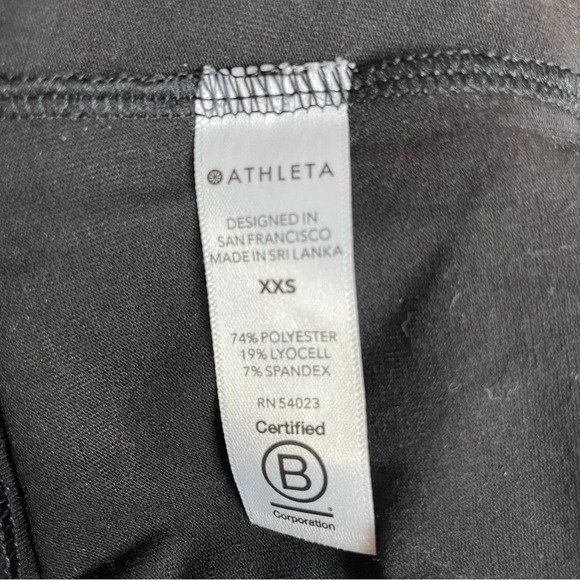 ATHLETA
DESIGNED IN
SAN FRANCISCO
MADE IN SRI LANKA
XXS
74% POLYESTER
19% LYOCELL
7% SPANDEX
RN 54023
Certified
B
Corporation